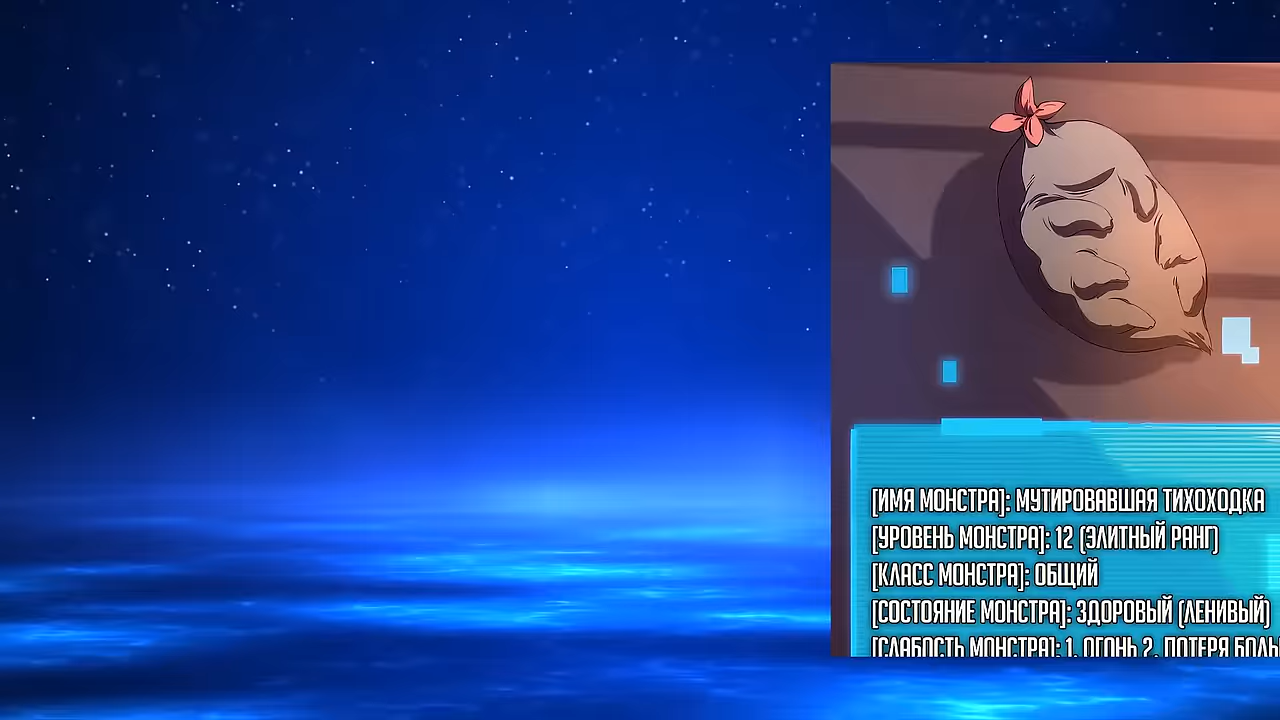 [ИМЯ МОНСТРА]: МУТИРОВАВШАЯ ТИХОХОДКА
[УРОВЕНЬ МОНСТРА]: 12 (ЭЛИТНЫЙ РАНГ)
[КЛАСС МОНСТРА]: ОБЩИЙ
[СОСТОЯНИЕ МОНСТРА]: ЗДОРОВЫЙ (ЛЕНИВЫЙ)
[СЛАБОСТЬ МОНСТРА]: 1. ОГОНЬ 2. ПОТЕРЯ